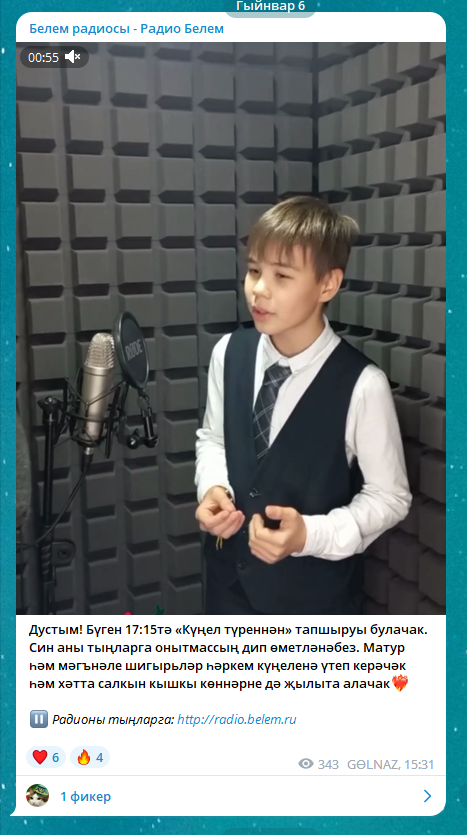 Гыйнвар 6
Белем радиосы - Радио Белем
00:55
RØDE
Дустым! Бүген 17:15тә «Күңел түреннән» тапшыруы булачак.
Син аны тыңларга онытмассың дип өметләнәбез. Матур
һәм мәгънәле шигырьләр һәркем күңеленә үтеп керәчәк
һәм хәтта салкын кышкы көннәрне дә җылыта алачак❤️‍🔥
⏸️ Радионы тыңларга: http://radio.belem.ru
❤️ 6 🔥 4
343 GƏLNAZ, 15:31
1 фикер